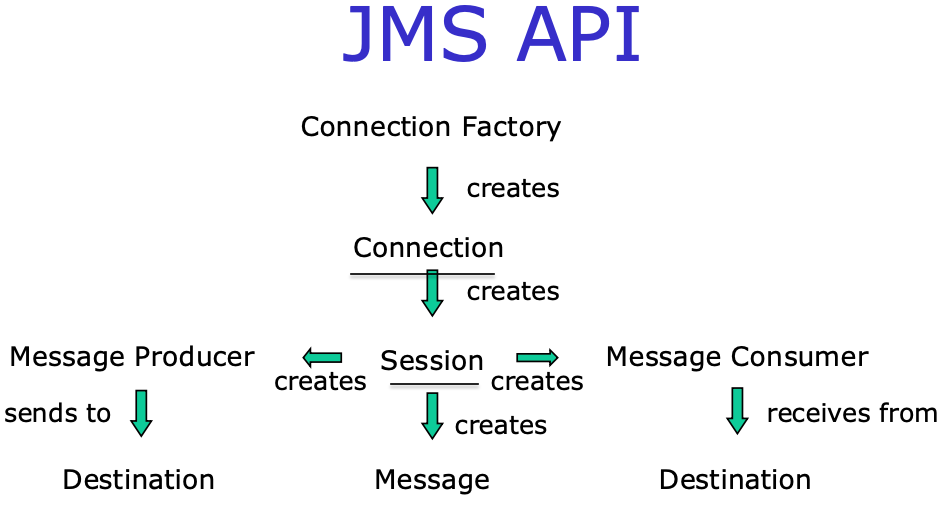 JMS API
Connection Factory
creates
Connection
creates
Message Producer
Session
Message Consumer
creates
creates
sends to
creates
receives from
Destination
Message
Destination